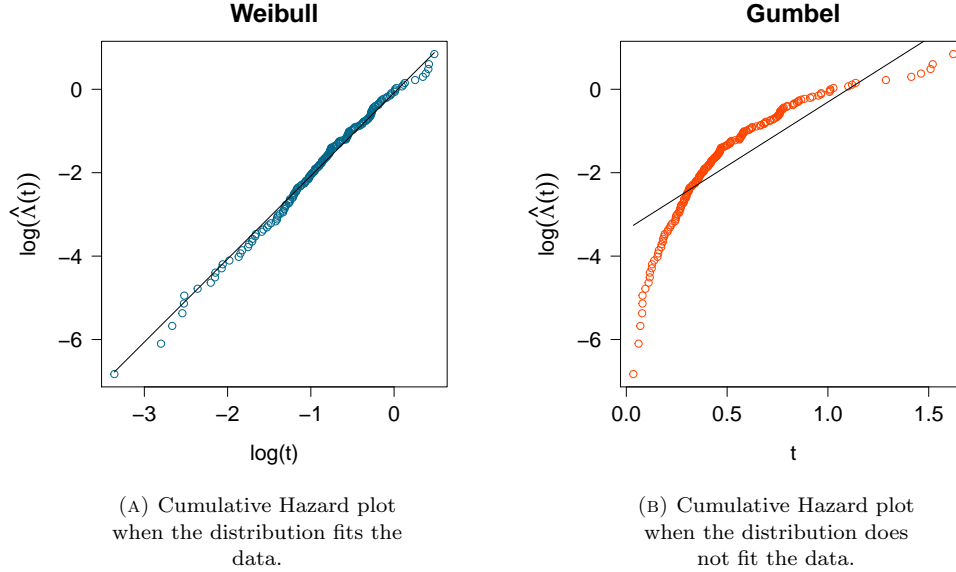 Weibull
log(Λ̂(t))
0
−2
−4
−6
−3
−2
−1
0
log(t)
(A) Cumulative Hazard plot
when the distribution fits the
data.
Gumbel
log(Λ̂(t))
0
−2
−4
−6
0.0
0.5
1.0
1.5
t
(B) Cumulative Hazard plot
when the distribution does
not fit the data.